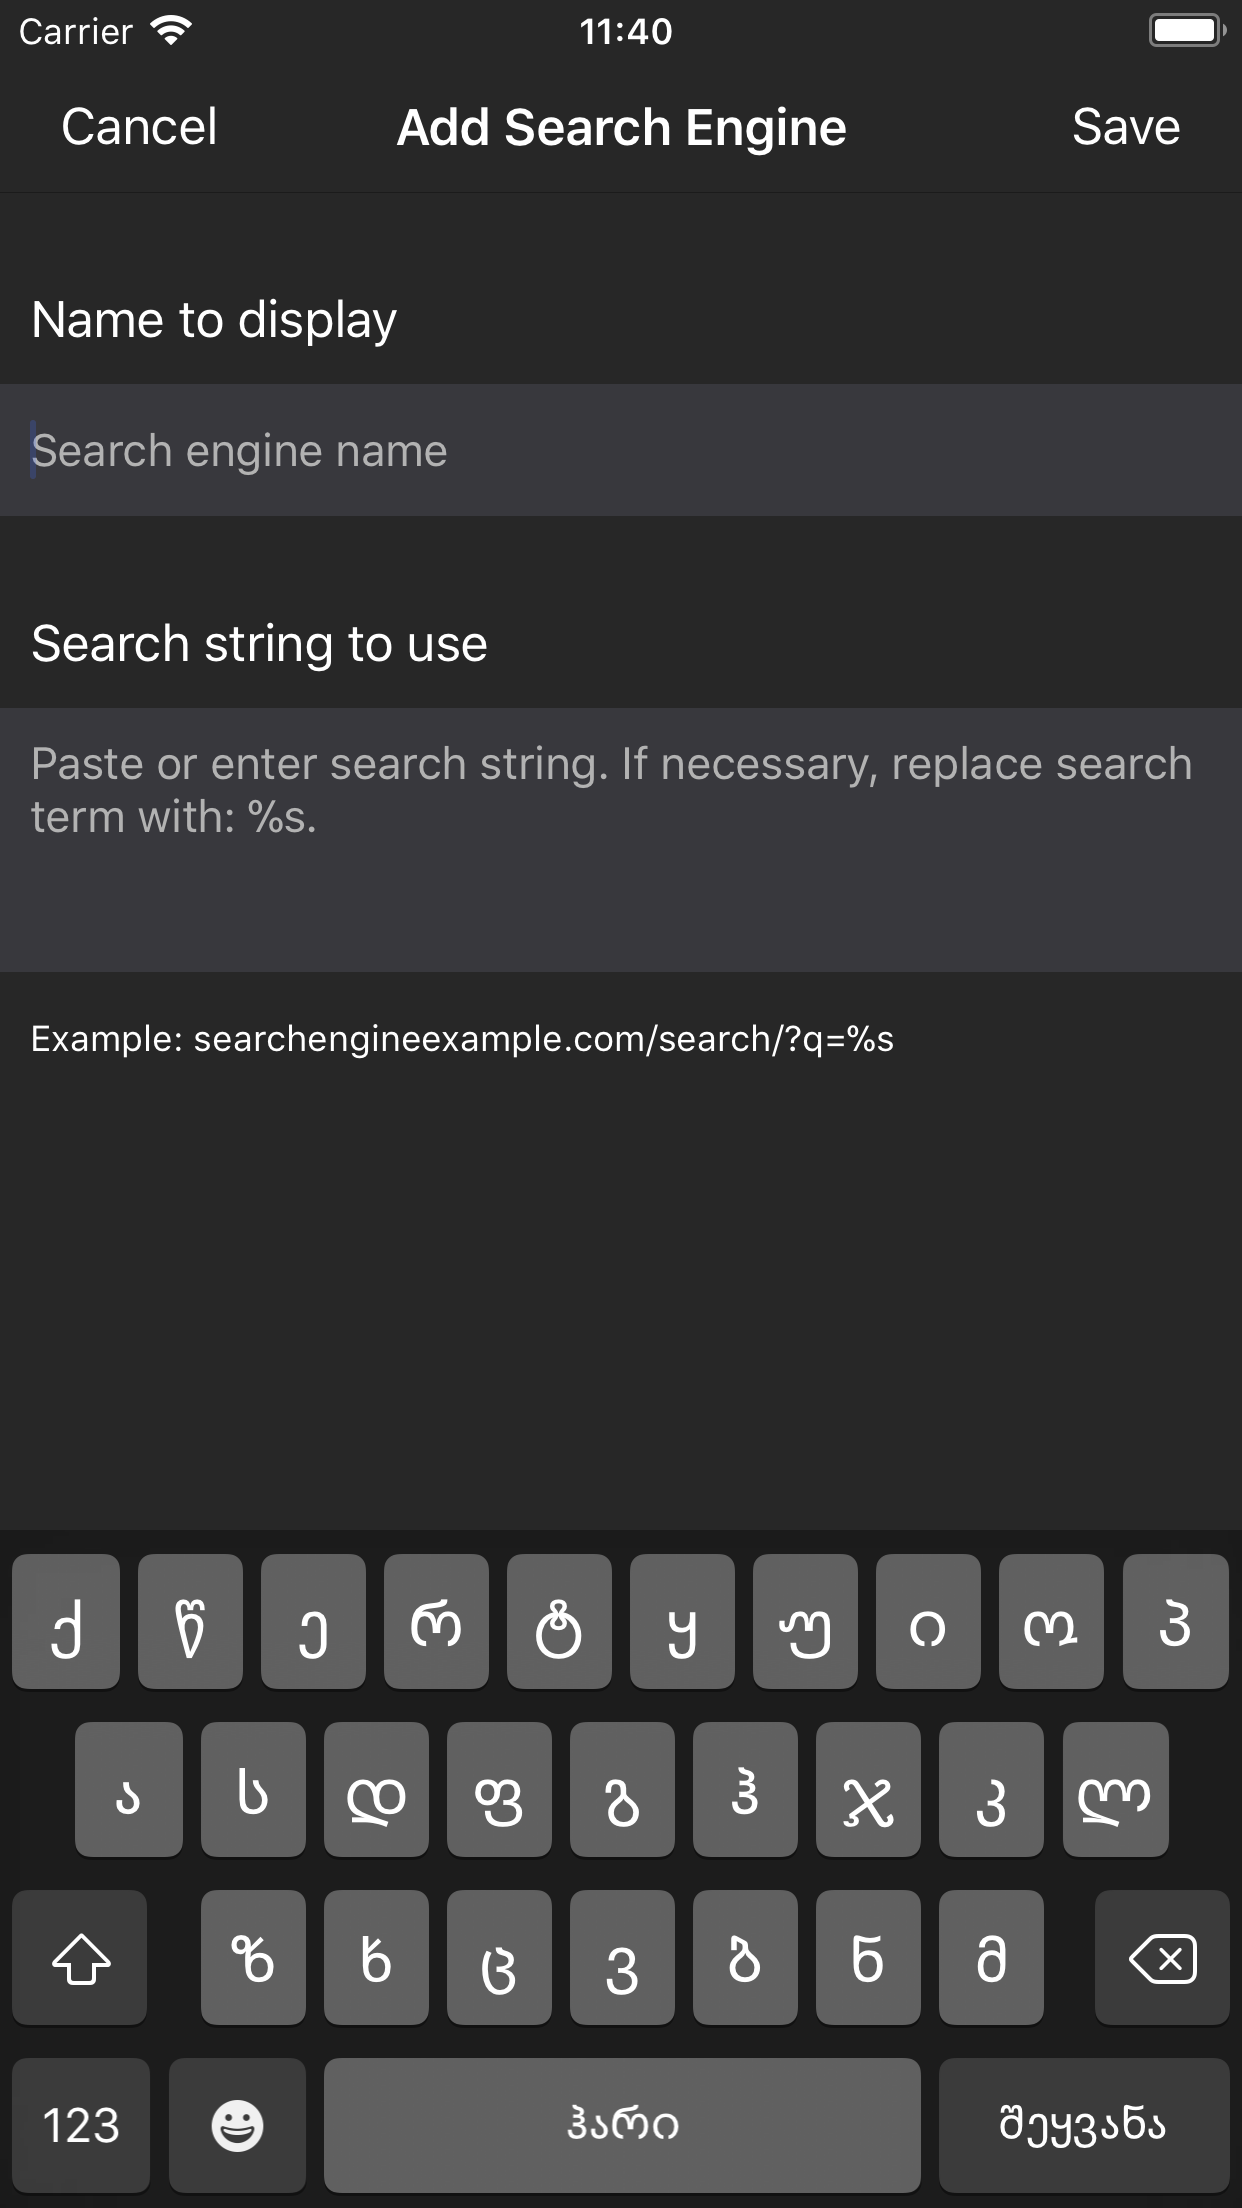 Carrier 11:40
Cancel Add Search Engine Save
Name to display
Search engine name
Search string to use
Paste or enter search string. If necessary, replace search
term with: %s.
Example: searchengineexample.com/search/?q=%s
ქ წ ე რ ტ ყ უ ი ო პ
ა ს დ ფ გ ჰ ჯ კ ლ
ზ ხ ც ვ ბ ნ მ
123 ჰარი შეყვანა